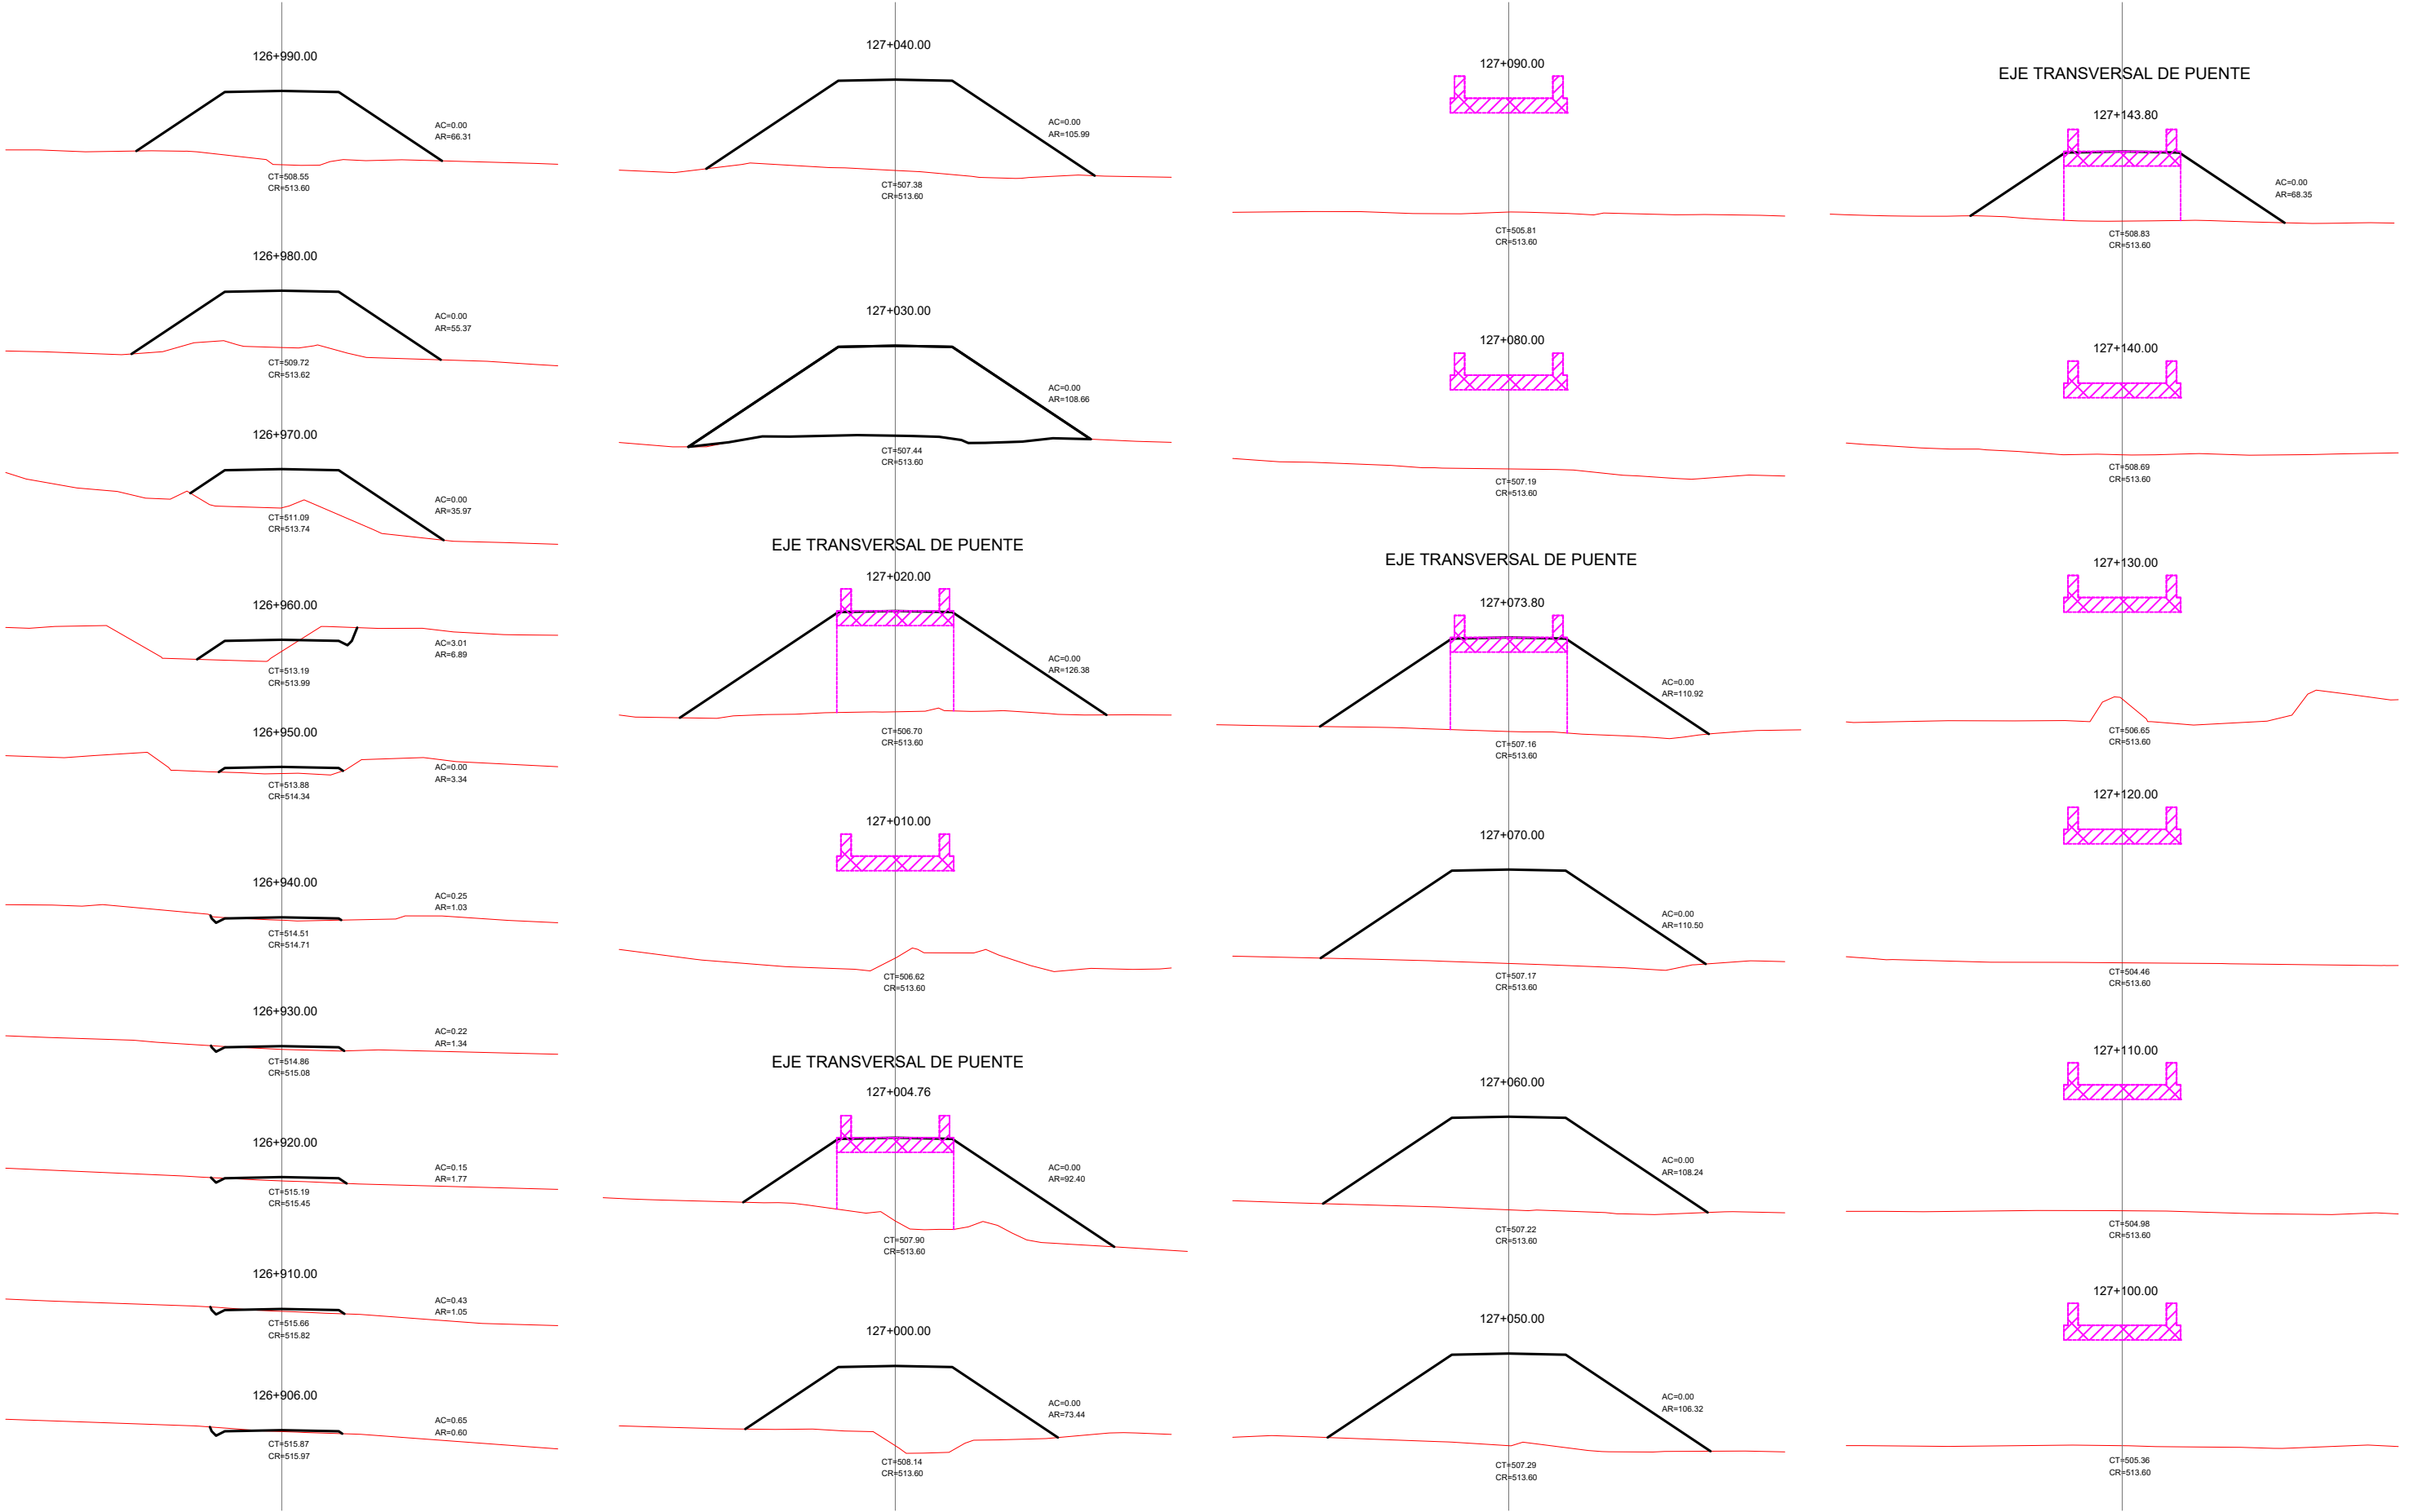 126+990.00
AC=0.00
AR=66.31
CT=508.55
CR=513.60
126+980.00
AC=0.00
AR=55.37
CT=509.72
CR=513.62
126+970.00
AC=0.00
AR=35.97
CT=511.09
CR=513.74
126+960.00
AC=3.01
AR=6.89
CT=513.19
CR=513.99
126+950.00
AC=0.00
AR=3.34
CT=513.88
CR=514.34
126+940.00
AC=0.25
AR=1.03
CT=514.51
CR=514.71
126+930.00
AC=0.22
AR=1.34
CT=514.86
CR=515.08
126+920.00
AC=0.15
AR=1.77
CT=515.19
CR=515.45
126+910.00
AC=0.43
AR=1.05
CT=515.66
CR=515.82
126+906.00
AC=0.65
AR=0.60
CT=515.87
CR=515.97
127+040.00
AC=0.00
AR=105.99
CT=507.38
CR=513.60
127+030.00
AC=0.00
AR=108.66
CT=507.44
CR=513.60
EJE TRANSVERSAL DE PUENTE
127+020.00
AC=0.00
AR=126.38
CT=506.70
CR=513.60
127+010.00
CT=506.62
CR=513.60
EJE TRANSVERSAL DE PUENTE
127+004.76
AC=0.00
AR=92.40
CT=507.90
CR=513.60
127+000.00
AC=0.00
AR=73.44
CT=508.14
CR=513.60
127+090.00
CT=505.81
CR=513.60
127+080.00
CT=507.19
CR=513.60
EJE TRANSVERSAL DE PUENTE
127+073.80
AC=0.00
AR=110.92
CT=507.16
CR=513.60
127+070.00
AC=0.00
AR=110.50
CT=507.17
CR=513.60
127+060.00
AC=0.00
AR=108.24
CT=507.22
CR=513.60
127+050.00
AC=0.00
AR=106.32
CT=507.29
CR=513.60
EJE TRANSVERSAL DE PUENTE
127+143.80
AC=0.00
AR=68.35
CT=508.83
CR=513.60
127+140.00
CT=508.69
CR=513.60
127+130.00
CT=506.65
CR=513.60
127+120.00
CT=504.46
CR=513.60
127+110.00
CT=504.98
CR=513.60
127+100.00
CT=505.36
CR=513.60